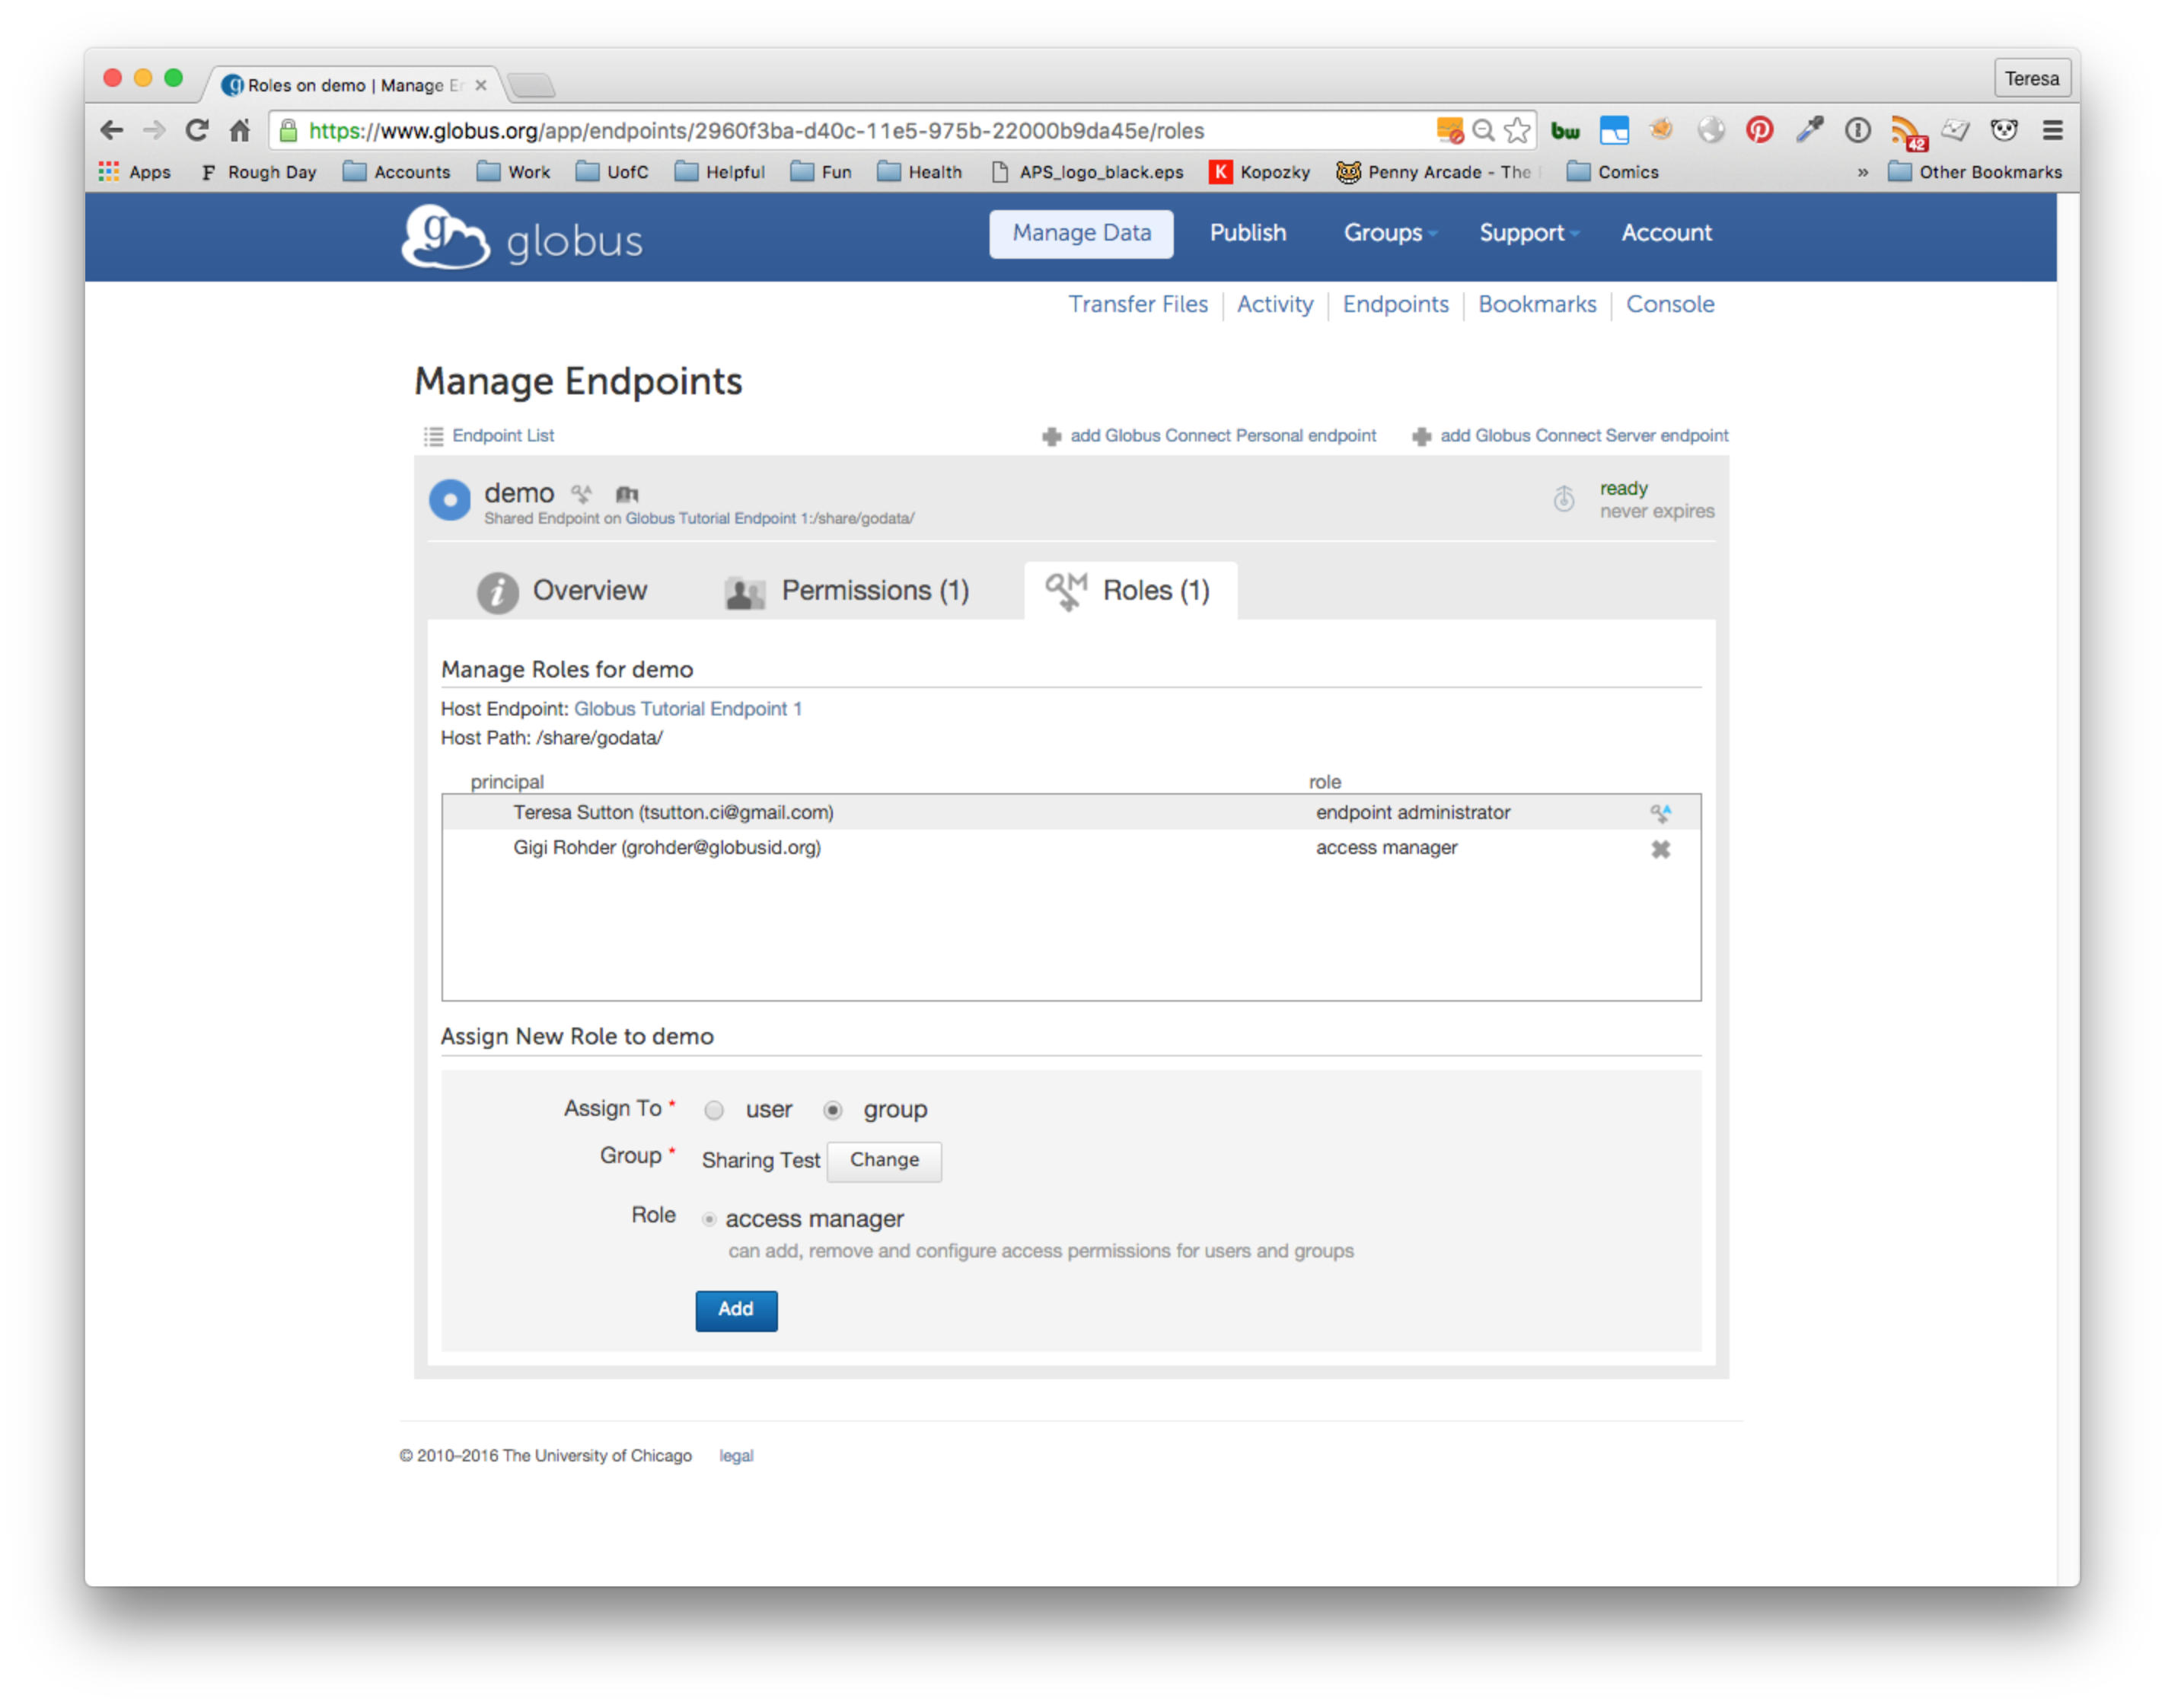 Roles on demo | Manage E
Teresa
https://www.globus.org/app/endpoints/2960f3ba-d40c-11e5-975b-22000b9da45e/roles
bw
42
Apps F Rough Day Accounts Work UofC Helpful Fun Health APS_logo_black.eps K Kopozky Penny Arcade - The » Other Bookmarks Comics
g globus
Manage Data Publish Groups Support Account
Transfer Files Activity Endpoints Bookmarks Console
Manage Endpoints
Endpoint List add Globus Connect Personal endpoint add Globus Connect Server endpoint
demo
Shared Endpoint on Globus Tutorial Endpoint 1:/share/godata/
ready
never expires
Overview Permissions (1) Roles (1)
Manage Roles for demo
Host Endpoint: Globus Tutorial Endpoint 1
Host Path: /share/godata/
principal role
Teresa Sutton (tsutton.ci@gmail.com) endpoint administrator
Gigi Rohder (grohder@globusid.org) access manager
Assign New Role to demo
Assign To * user group
Group * Sharing Test Change
Role access manager
can add, remove and configure access permissions for users and groups
Add
© 2010–2016 The University of Chicago legal